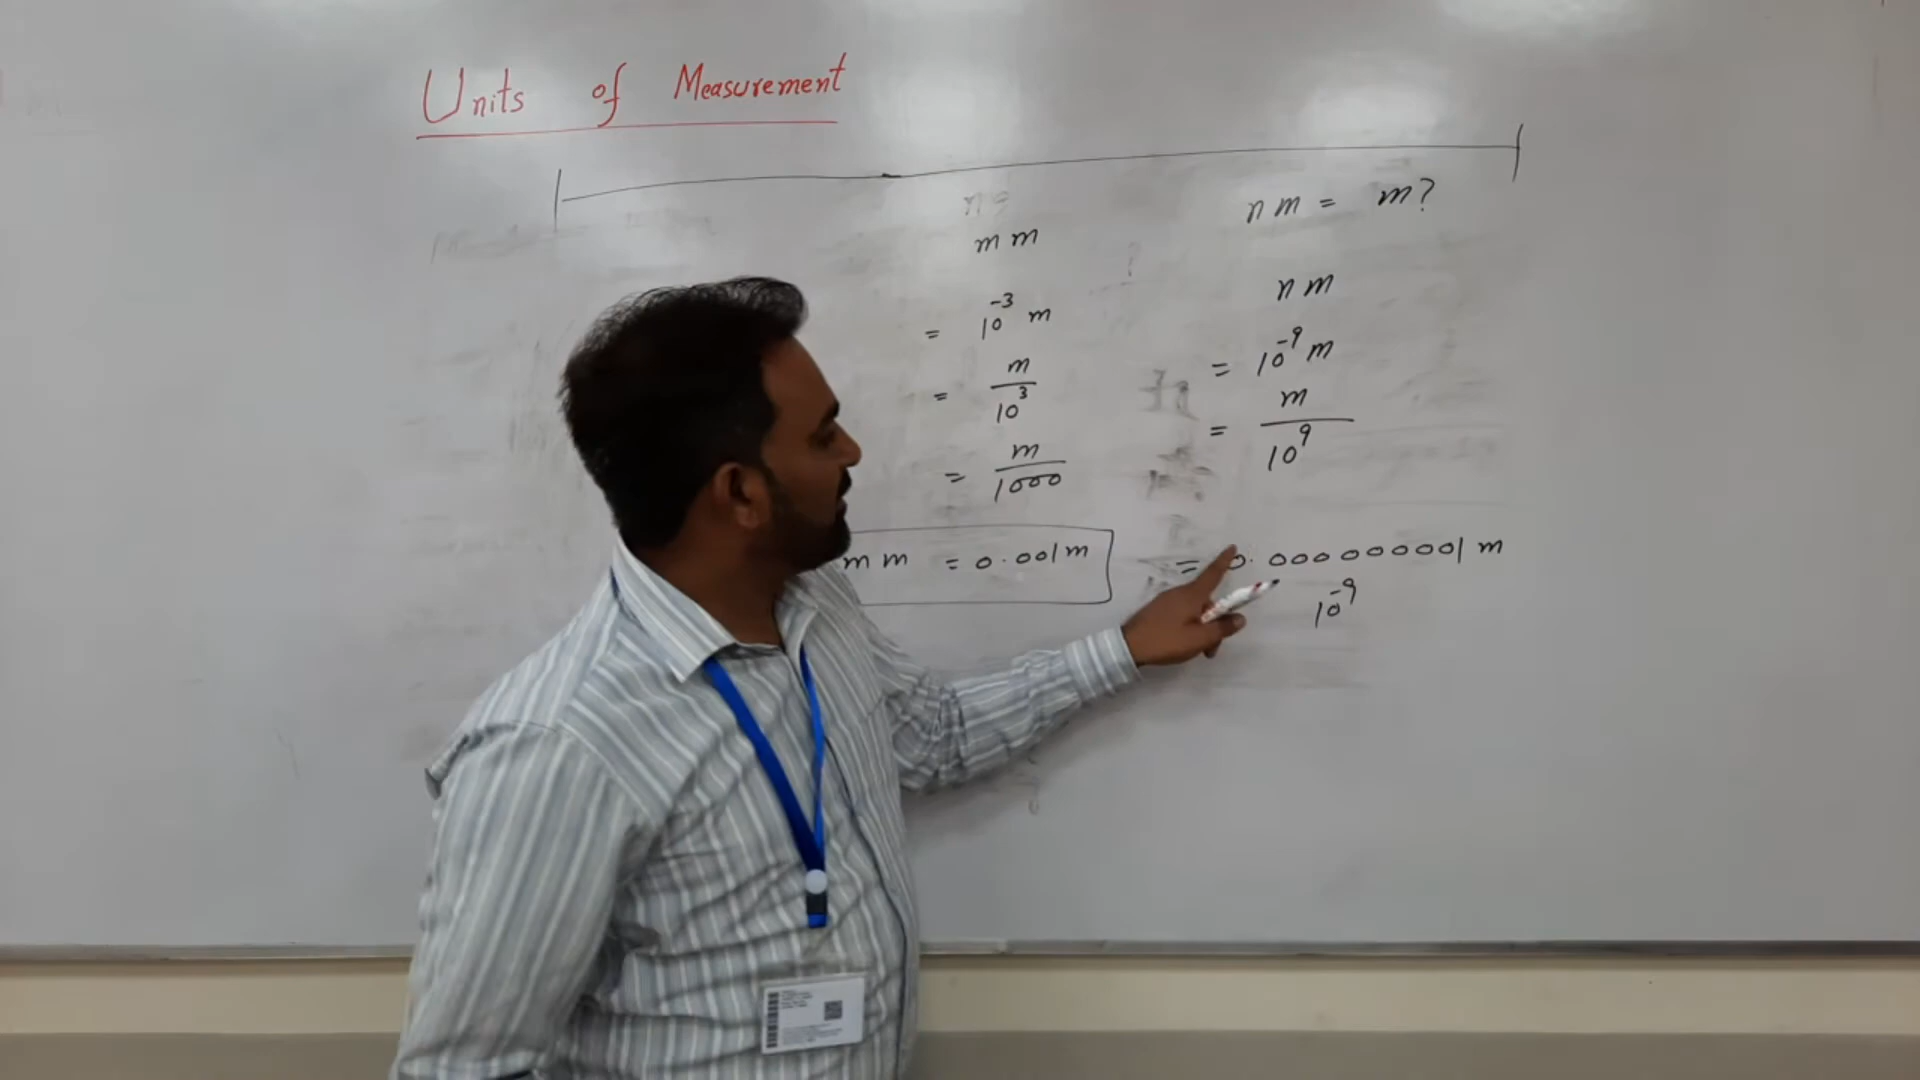 Units of Measurement
mm
= 10⁻³ m
= m/10³
= m/1000
mm = 0.001m
nm = m?
nm
= 10⁻⁹ m
= m/10⁹
= 0.000000001 m
10⁻⁹